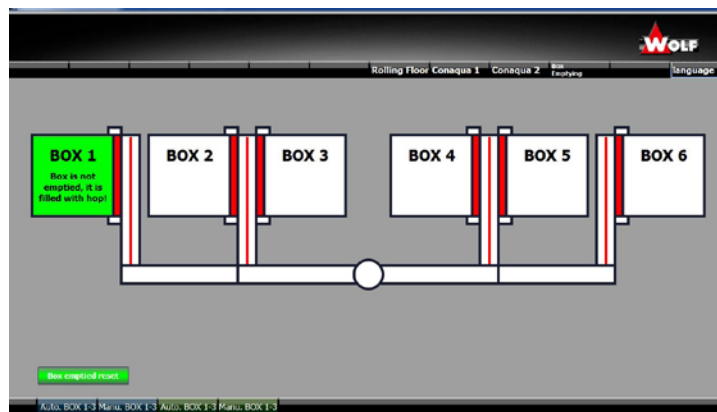 WOLF
Rolling Floor Conaqua 1 Conaqua 2 Box Emptying language
BOX 1
Box is not
emptied, it is
filled with hop!
BOX 2
BOX 3
BOX 4
BOX 5
BOX 6
Box emptied reset
Auto. BOX 1-3 Manu. BOX 1-3 Auto. BOX 1-3 Manu. BOX 1-3